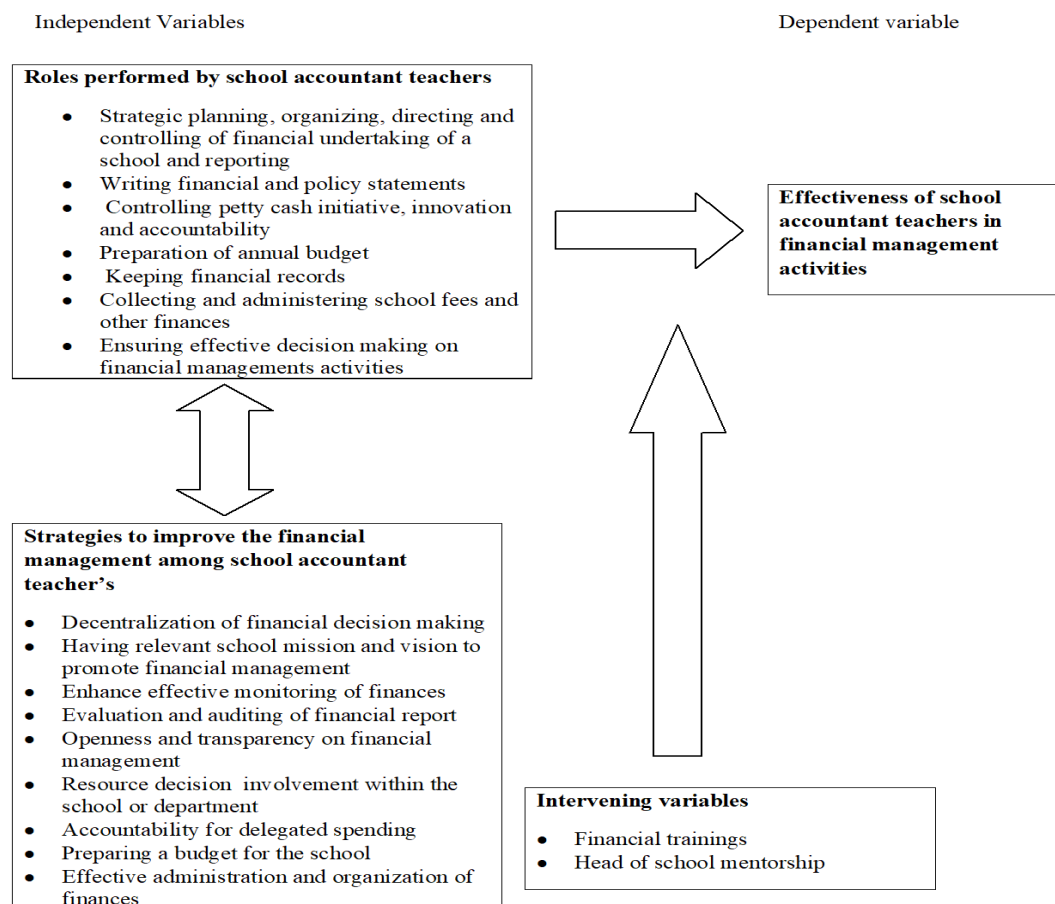 Independent Variables
Dependent variable
Roles performed by school accountant teachers
● Strategic planning, organizing, directing and
controlling of financial undertaking of a
school and reporting
● Writing financial and policy statements
● Controlling petty cash initiative, innovation
and accountability
● Preparation of annual budget
● Keeping financial records
● Collecting and administering school fees and
other finances
● Ensuring effective decision making on
financial managements activities
Effectiveness of school
accountant teachers in
financial management
activities
Strategies to improve the financial
management among school accountant
teacher’s
● Decentralization of financial decision making
● Having relevant school mission and vision to
promote financial management
● Enhance effective monitoring of finances
● Evaluation and auditing of financial report
● Openness and transparency on financial
management
● Resource decision involvement within the
school or department
● Accountability for delegated spending
● Preparing a budget for the school
● Effective administration and organization of
finances
Intervening variables
● Financial trainings
● Head of school mentorship